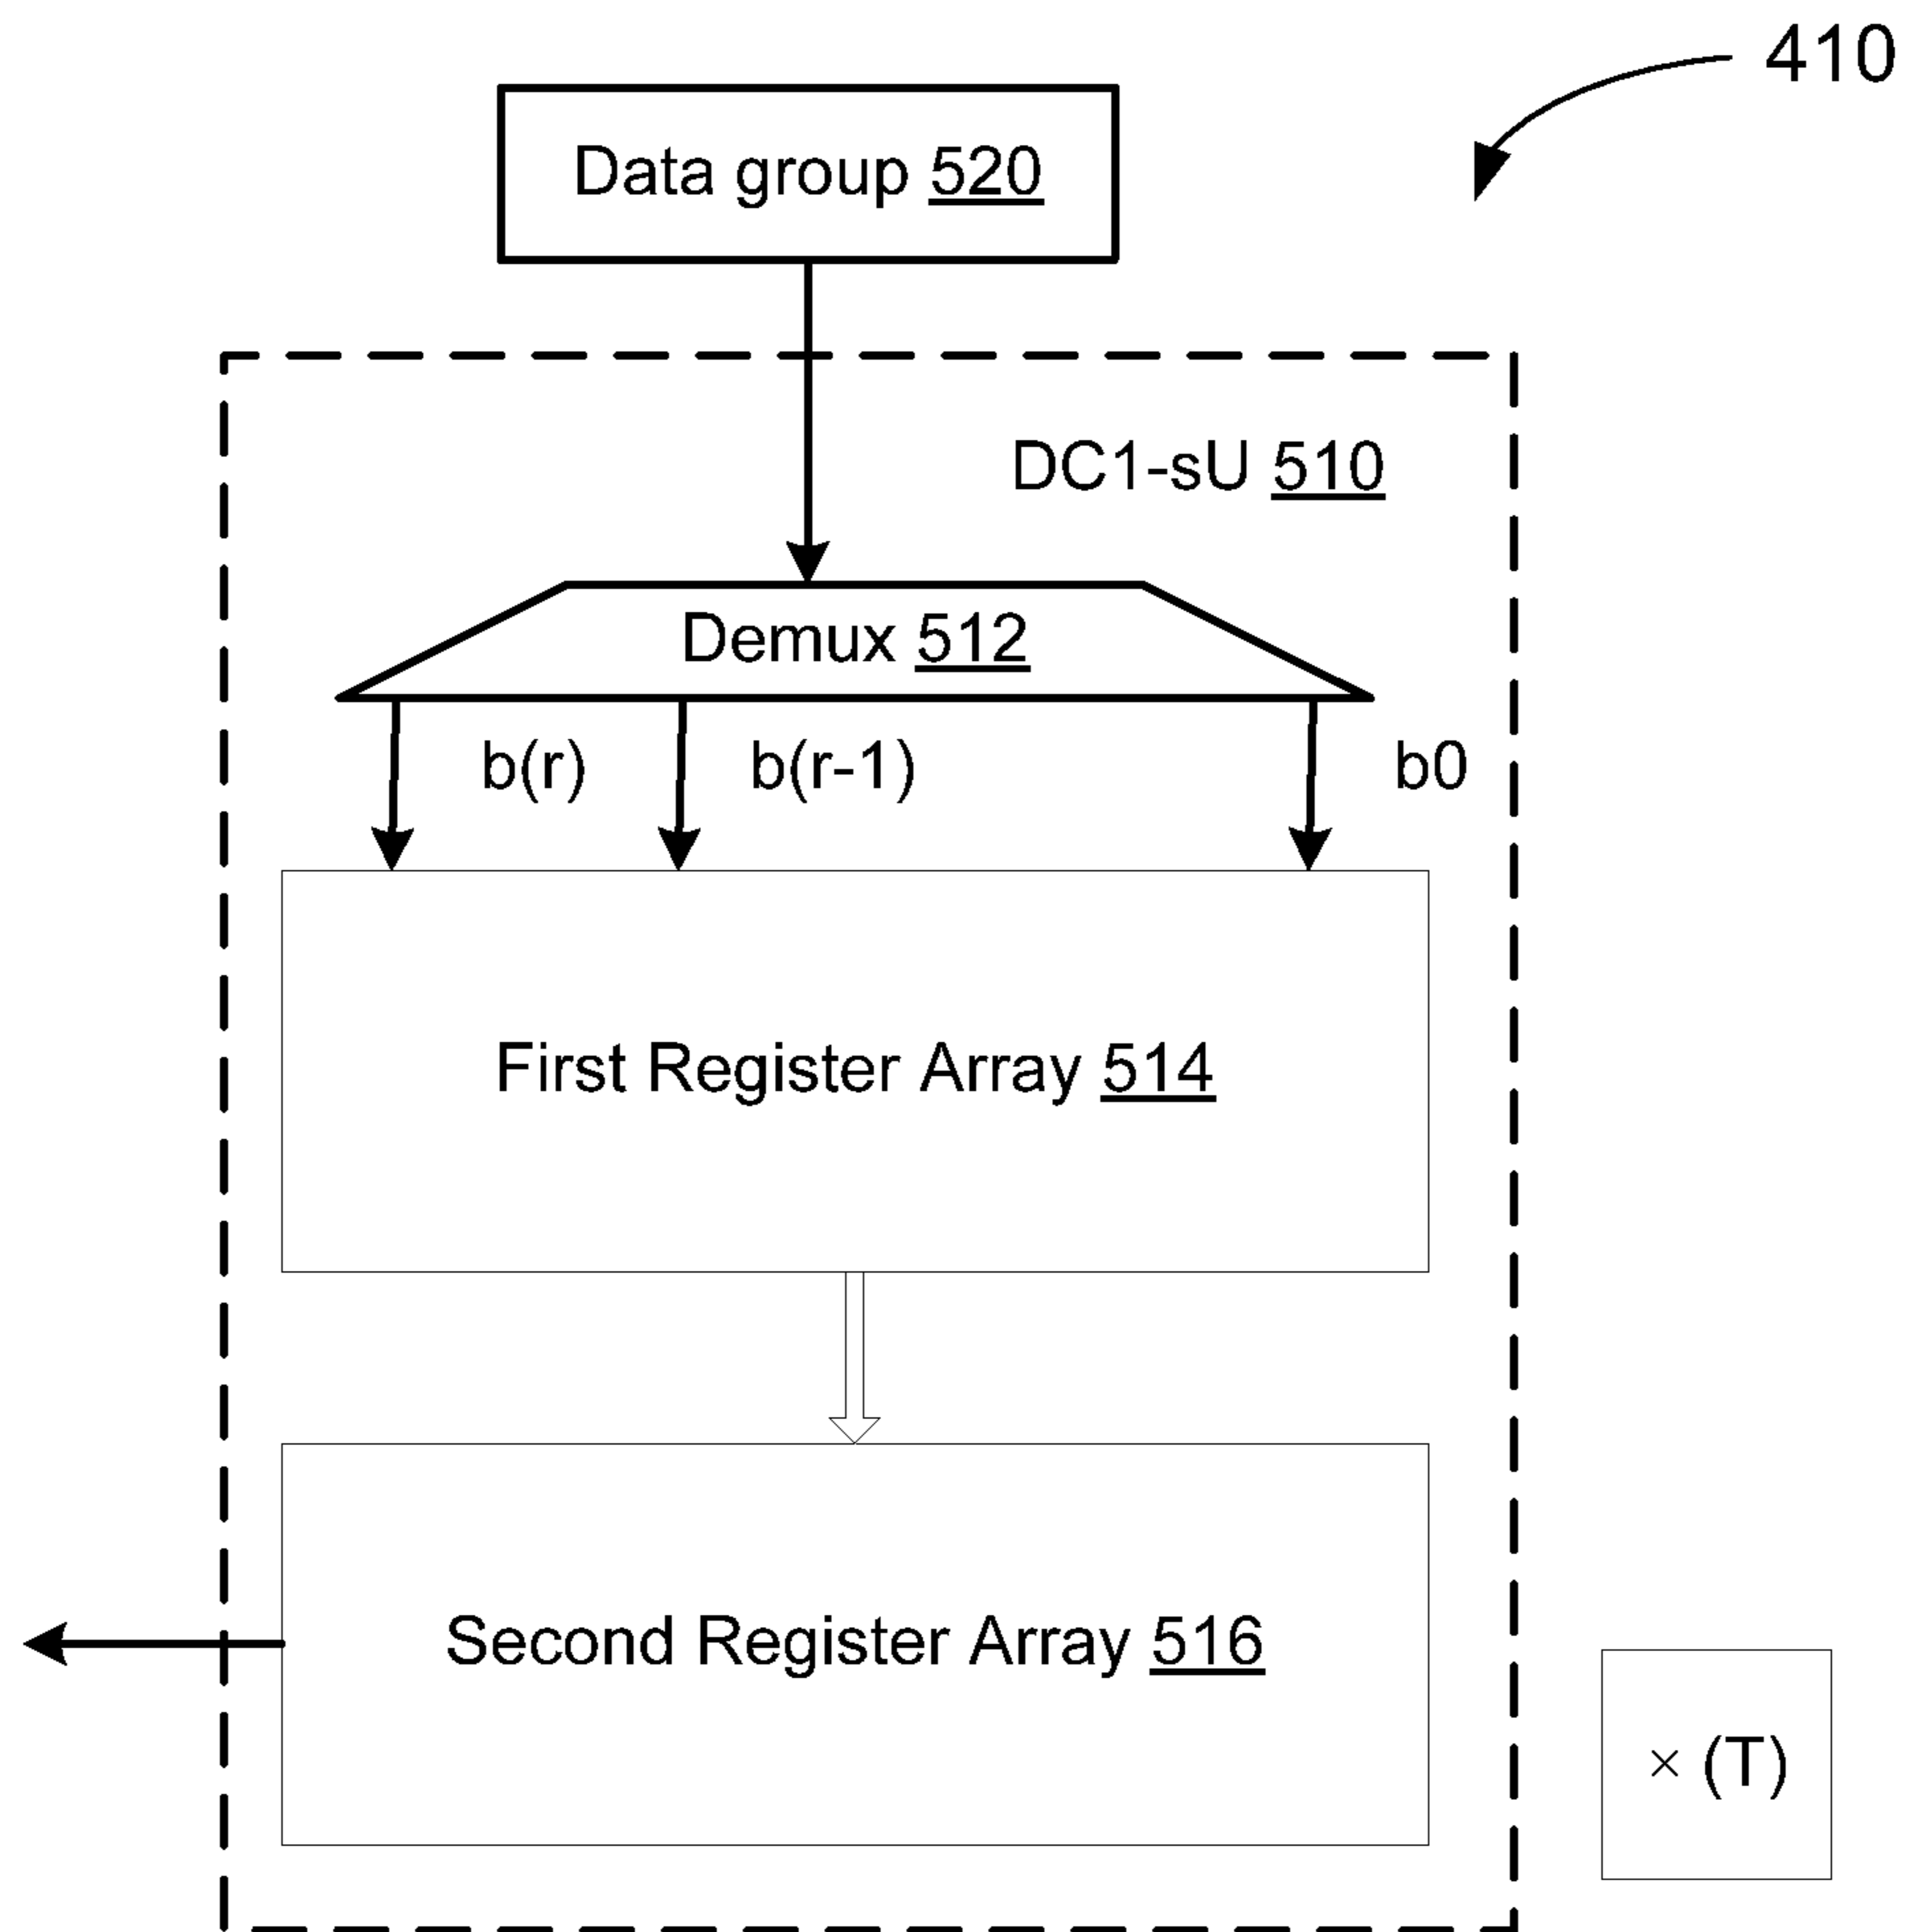 410
Data group 520
DC1-sU 510
Demux 512
b(r) b(r-1) b0
First Register Array 514
Second Register Array 516
× (T)